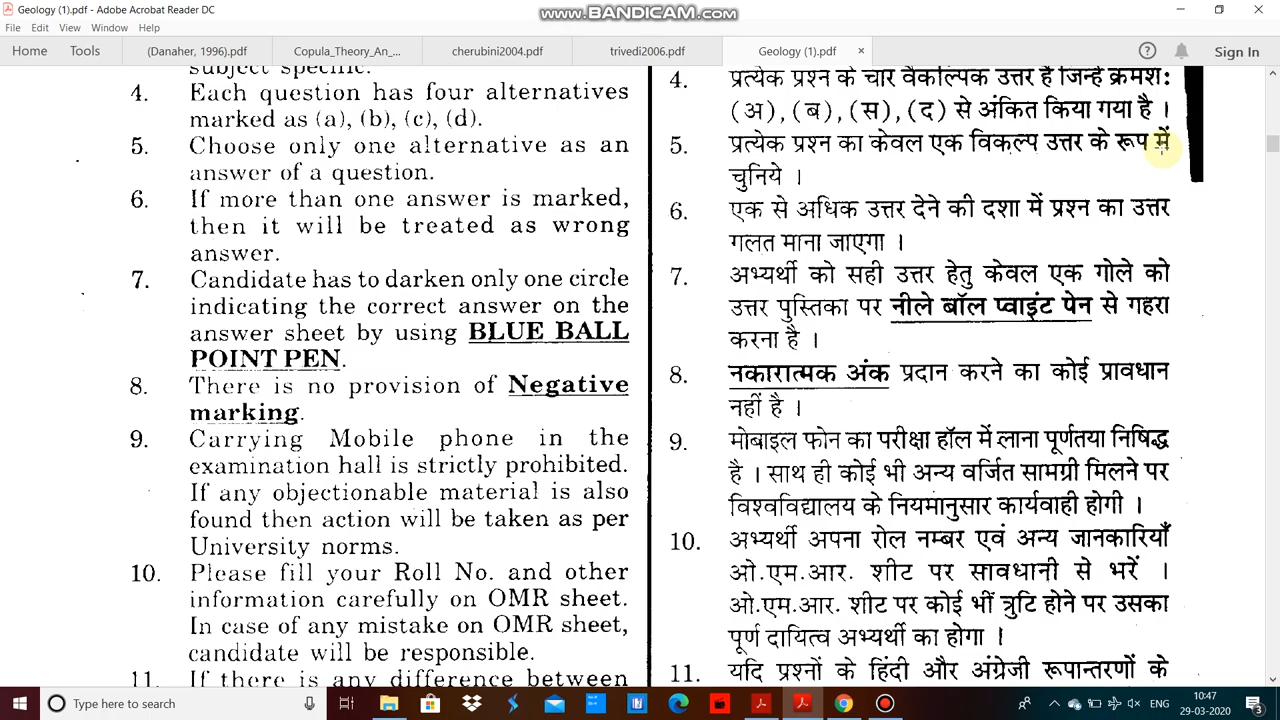 Geology (1).pdf - Adobe Acrobat Reader DC
WWW.BANDICAM.COM
File Edit View Window Help
Home Tools (Danaher, 1996).pdf Copula_Theory_An_... cherubini2004.pdf trivedi2006.pdf Geology (1).pdf × Sign In
subject specific.
4. Each question has four alternatives
marked as (a), (b), (c), (d).
5. Choose only one alternative as an
answer of a question.
6. If more than one answer is marked,
then it will be treated as wrong
answer.
7. Candidate has to darken only one circle
indicating the correct answer on the
answer sheet by using BLUE BALL
POINT PEN.
8. There is no provision of Negative
marking.
9. Carrying Mobile phone in the
examination hall is strictly prohibited.
If any objectionable material is also
found then action will be taken as per
University norms.
10. Please fill your Roll No. and other
information carefully on OMR sheet.
In case of any mistake on OMR sheet,
candidate will be responsible.
11. If there is any difference between
4. प्रत्येक प्रश्न के चार वैकल्पिक उत्तर हैं जिन्हें क्रमशः
(अ), (ब), (स), (द) से अंकित किया गया है ।
5. प्रत्येक प्रश्न का केवल एक विकल्प उत्तर के रूप में
चुनिये ।
6. एक से अधिक उत्तर देने की दशा में प्रश्न का उत्तर
गलत माना जाएगा ।
7. अभ्यर्थी को सही उत्तर हेतु केवल एक गोले को
उत्तर पुस्तिका पर नीले बॉल प्वाइंट पेन से गहरा
करना है ।
8. नकारात्मक अंक प्रदान करने का कोई प्रावधान
नहीं है ।
9. मोबाइल फोन का परीक्षा हॉल में लाना पूर्णतया निषिद्ध
है । साथ ही कोई भी अन्य वर्जित सामग्री मिलने पर
विश्वविद्यालय के नियमानुसार कार्यवाही होगी ।
10. अभ्यर्थी अपना रोल नम्बर एवं अन्य जानकारियाँ
ओ.एम.आर. शीट पर सावधानी से भरें ।
ओ.एम.आर. शीट पर कोई भीं त्रुटि होने पर उसका
पूर्ण दायित्व अभ्यर्थी का होगा ।
11. यदि प्रश्नों के हिंदी और अंग्रेजी रूपान्तरणों के
Type here to search
ENG
10:47
29-03-2020
3